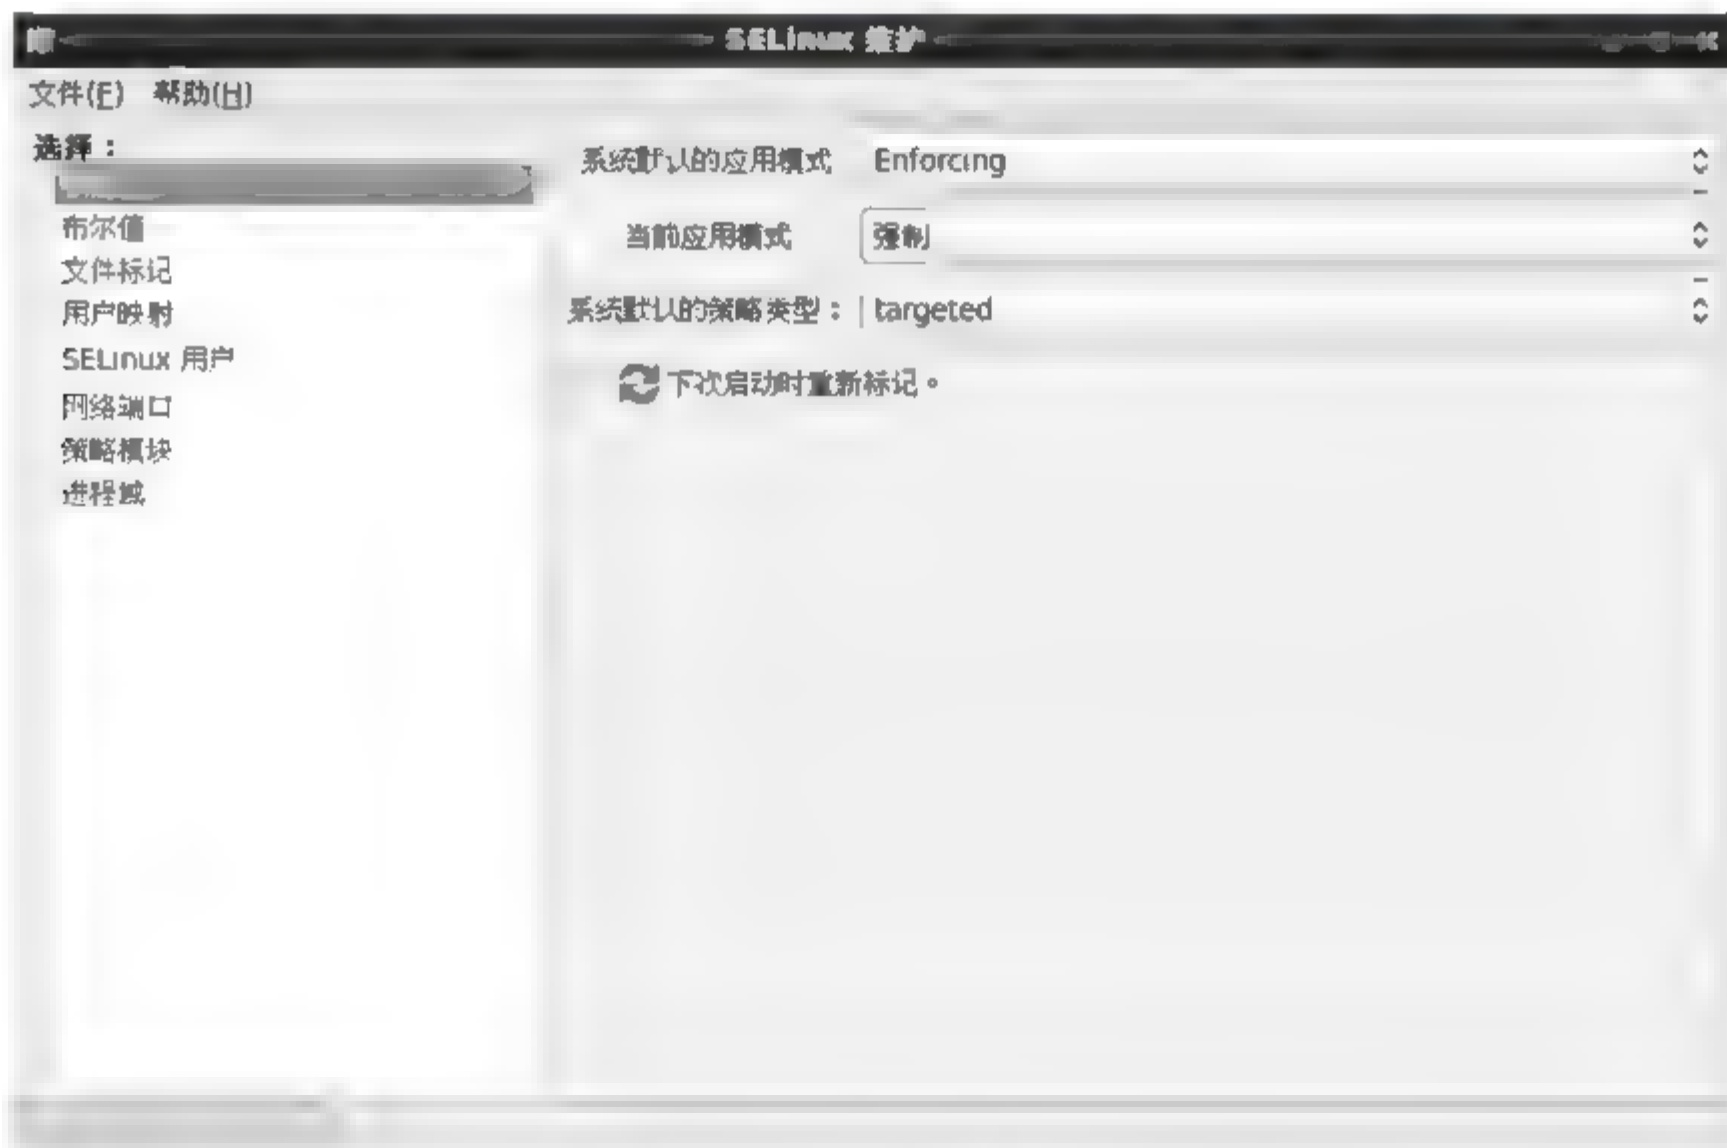 SELinux 维护
文件(F) 帮助(H)
选择：
布尔值
文件标记
用户映射
SELinux 用户
网络端口
策略模块
进程域
系统默认的应用模式 Enforcing
当前应用模式 强制
系统默认的策略类型： targeted
下次启动时重新标记。